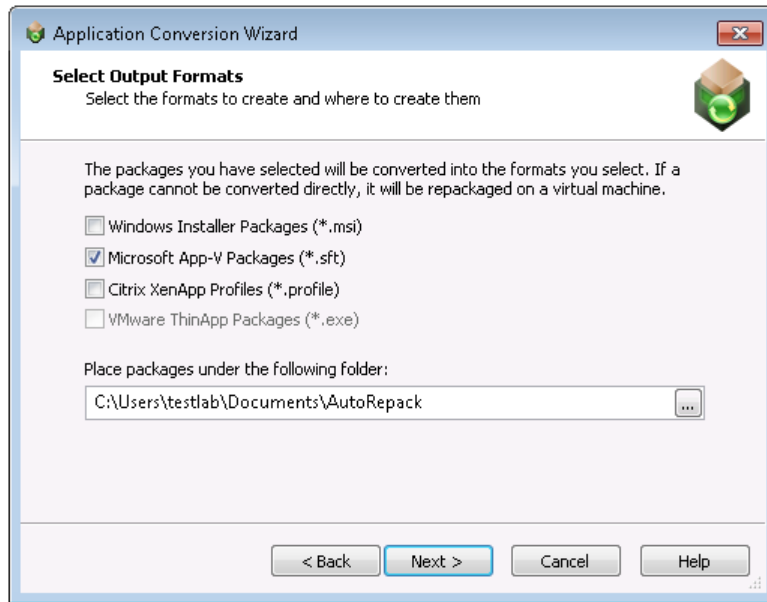 Application Conversion Wizard
Select Output Formats
Select the formats to create and where to create them
The packages you have selected will be converted into the formats you select. If a
package cannot be converted directly, it will be repackaged on a virtual machine.
Windows Installer Packages (*.msi)
Microsoft App-V Packages (*.sft)
Citrix XenApp Profiles (*.profile)
VMware ThinApp Packages (*.exe)
Place packages under the following folder:
C:\Users\testlab\Documents\AutoRepack
...
< Back Next > Cancel Help